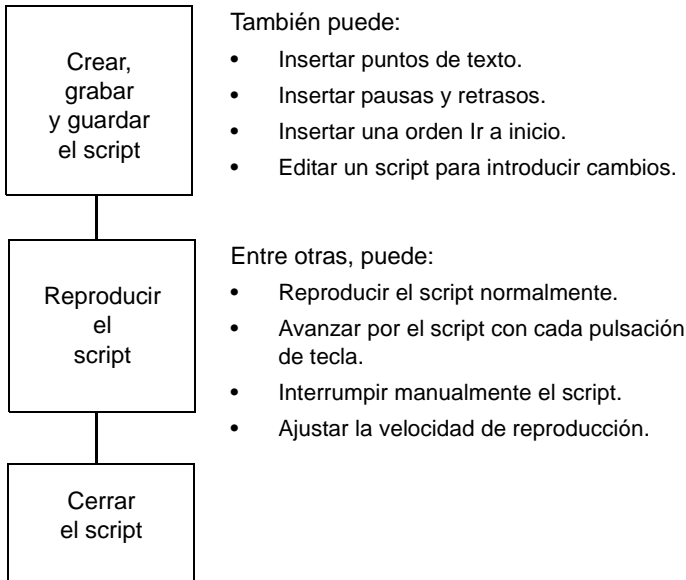 Crear,
grabar
y guardar
el script
También puede:
• Insertar puntos de texto.
• Insertar pausas y retrasos.
• Insertar una orden Ir a inicio.
• Editar un script para introducir cambios.
Reproducir
el
script
Entre otras, puede:
• Reproducir el script normalmente.
• Avanzar por el script con cada pulsación
de tecla.
• Interrumpir manualmente el script.
• Ajustar la velocidad de reproducción.
Cerrar
el script